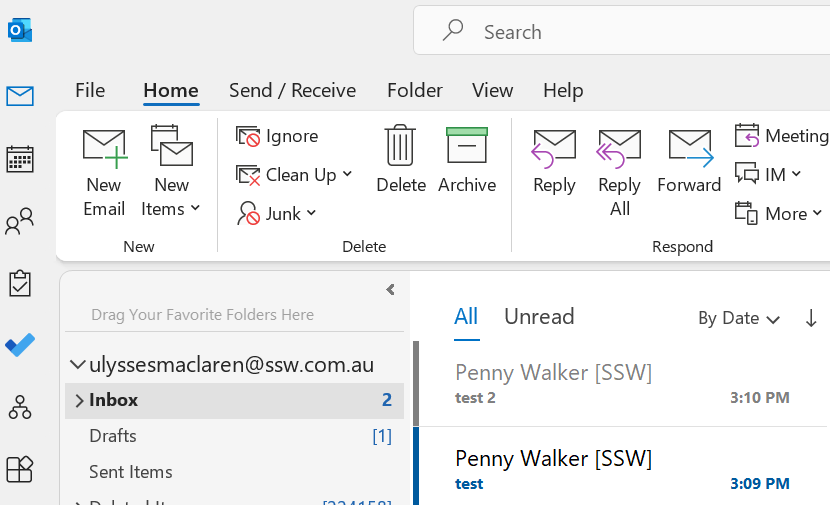 Search
File Home Send / Receive Folder View Help
New Email
New Items
Ignore
Clean Up
Junk
Delete
Archive
Reply
Reply All
Forward
Meeting
IM
More
New
Delete
Respond
Drag Your Favorite Folders Here
ulyssesmaclaren@ssw.com.au
Inbox 2
Drafts [1]
Sent Items
All Unread By Date
Penny Walker [SSW]
test 2 3:10 PM
Penny Walker [SSW]
test 3:09 PM